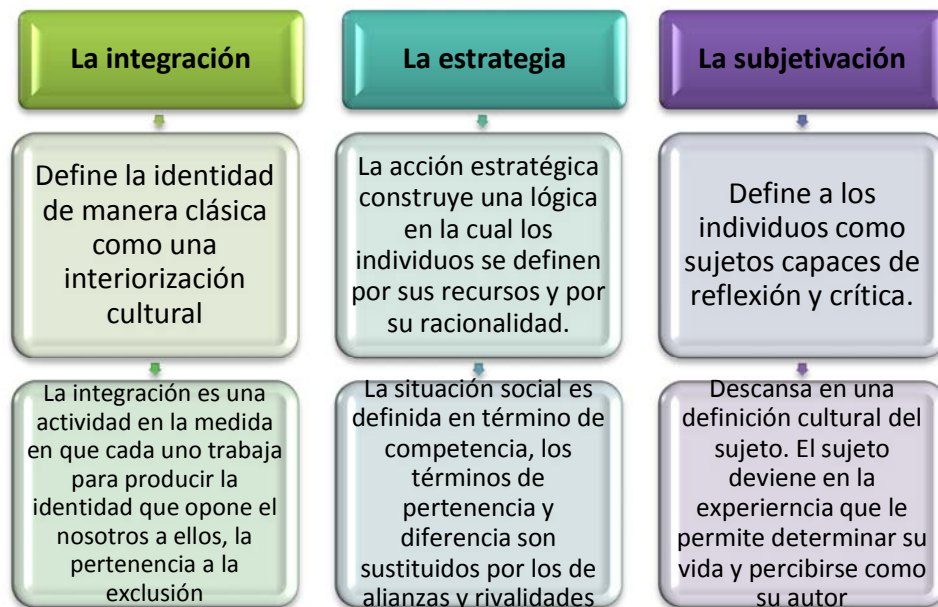 La integración
Define la identidad
de manera clásica
como una
interiorización
cultural
La integración es una
actividad en la medida
en que cada uno trabaja
para producir la
identidad que opone el
nosotros a ellos, la
pertenencia a la
exclusión
La estrategia
La acción estratégica
construye una lógica
en la cual los
individuos se definen
por sus recursos y por
su racionalidad.
La situación social es
definida en término de
competencia, los
términos de
pertenencia y
diferencia son
sustituidos por los de
alianzas y rivalidades
La subjetivación
Define a los
individuos como
sujetos capaces de
reflexión y crítica.
Descansa en una
definición cultural del
sujeto. El sujeto
deviene en la
experierncia que le
permite determinar su
vida y percibirse como
su autor